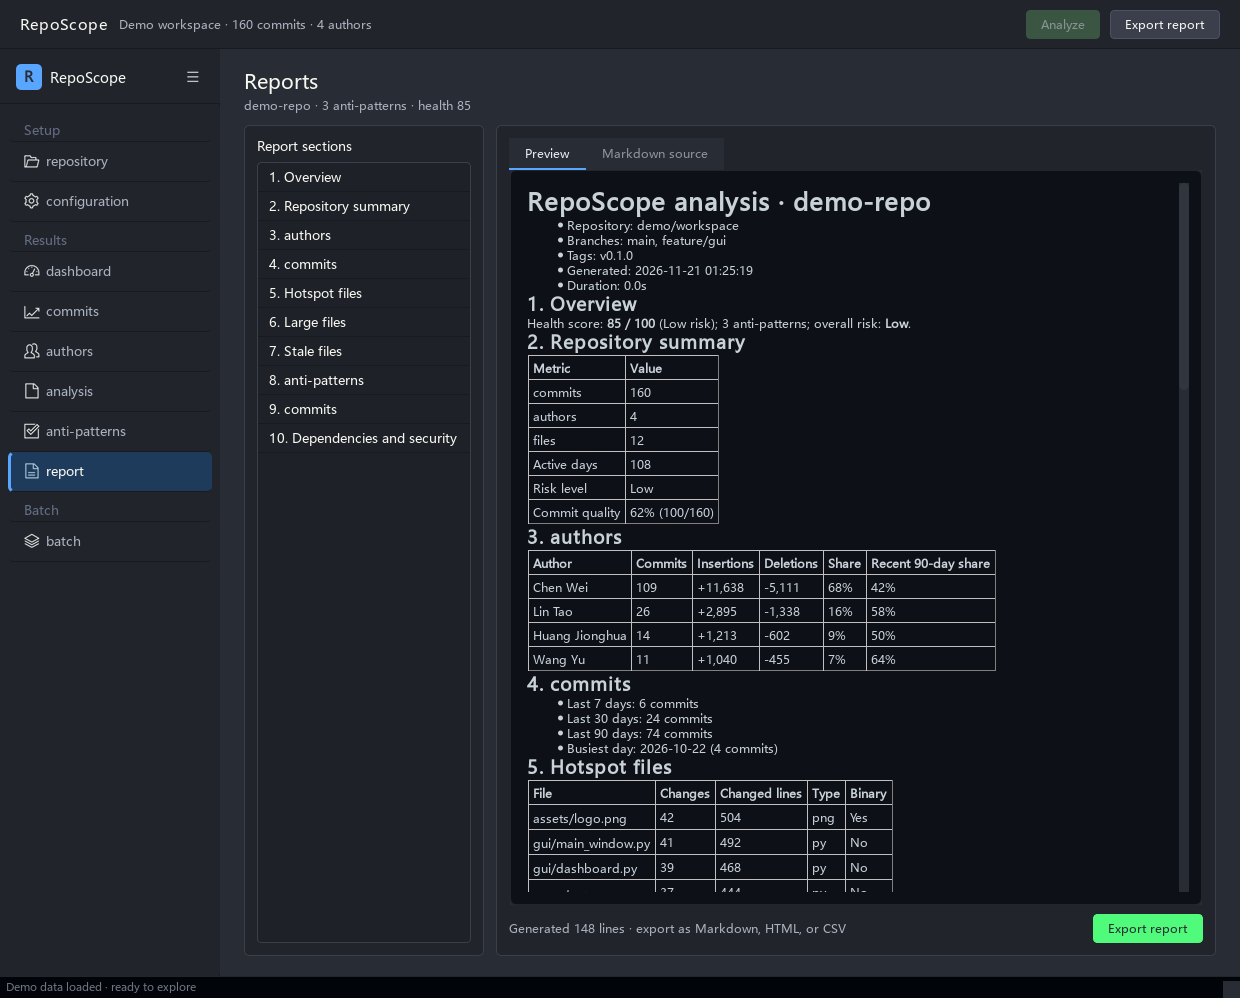 RepoScope Demo workspace · 160 commits · 4 authors Analyze Export report
R RepoScope ☰
Setup
repository
configuration
Results
dashboard
commits
authors
analysis
anti-patterns
report
Batch
batch
Reports
demo-repo · 3 anti-patterns · health 85
Report sections
1. Overview
2. Repository summary
3. authors
4. commits
5. Hotspot files
6. Large files
7. Stale files
8. anti-patterns
9. commits
10. Dependencies and security
Preview Markdown source
RepoScope analysis · demo-repo
• Repository: demo/workspace
• Branches: main, feature/gui
• Tags: v0.1.0
• Generated: 2026-11-21 01:25:19
• Duration: 0.0s
1. Overview
Health score: 85 / 100 (Low risk); 3 anti-patterns; overall risk: Low.
2. Repository summary
Metric Value
commits 160
authors 4
files 12
Active days 108
Risk level Low
Commit quality 62% (100/160)
3. authors
Author Commits Insertions Deletions Share Recent 90-day share
Chen Wei 109 +11,638 -5,111 68% 42%
Lin Tao 26 +2,895 -1,338 16% 58%
Huang Jionghua 14 +1,213 -602 9% 50%
Wang Yu 11 +1,040 -455 7% 64%
4. commits
• Last 7 days: 6 commits
• Last 30 days: 24 commits
• Last 90 days: 74 commits
• Busiest day: 2026-10-22 (4 commits)
5. Hotspot files
File Changes Changed lines Type Binary
assets/logo.png 42 504 png Yes
gui/main_window.py 41 492 py No
gui/dashboard.py 39 468 py No
37 444 py No
Generated 148 lines · export as Markdown, HTML, or CSV Export report
Demo data loaded · ready to explore